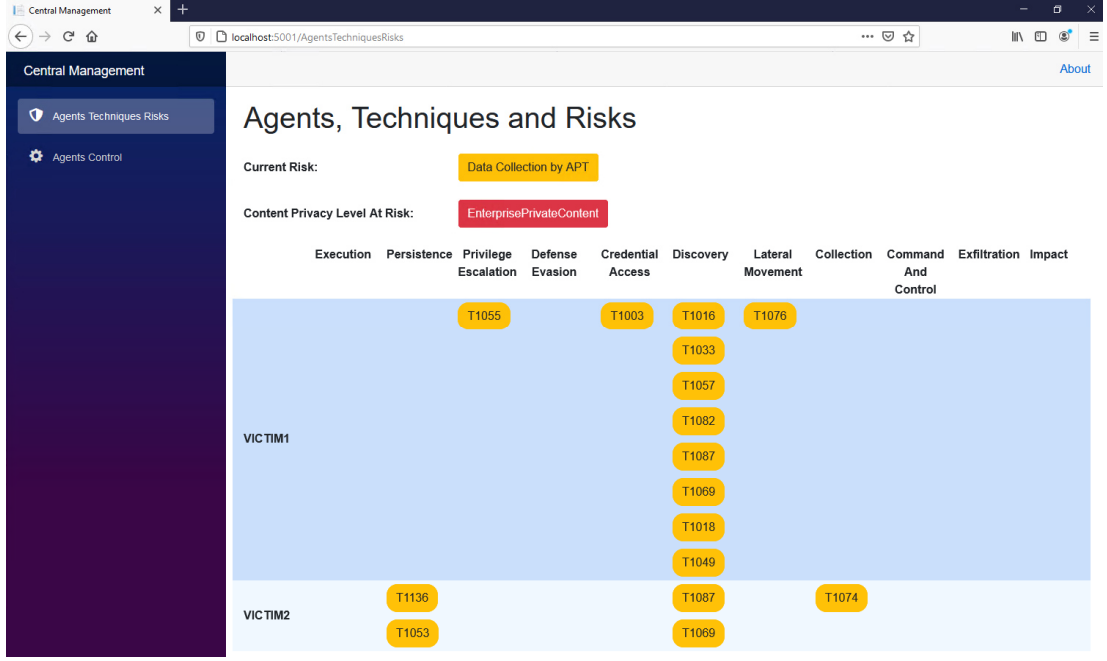 Central Management
localhost:5001/AgentsTechniquesRisks
Central Management
About
Agents Techniques Risks
Agents Control
Agents, Techniques and Risks
Current Risk: Data Collection by APT
Content Privacy Level At Risk: EnterprisePrivateContent
Execution Persistence Privilege Defense Credential Discovery Lateral Collection Command Exfiltration Impact
Escalation Evasion Access Movement And
Control
T1055 T1003 T1016 T1076
T1033
T1057
T1082
VICTIM1
T1087
T1069
T1018
T1049
T1136 T1087 T1074
VICTIM2
T1053 T1069